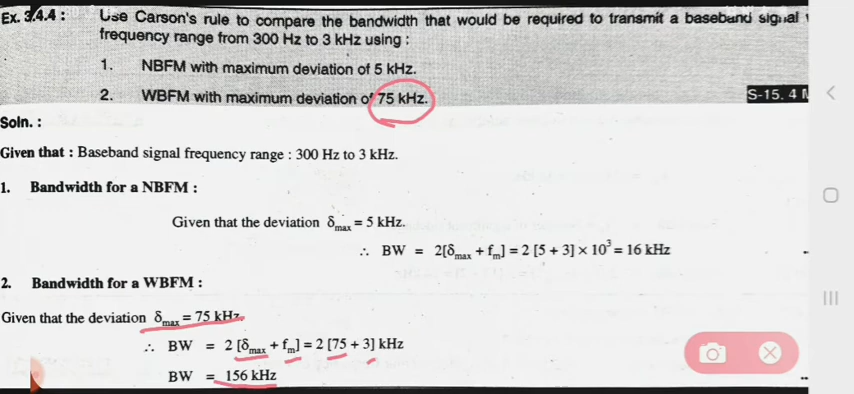 Ex. 3.4.4 : Use Carson's rule to compare the bandwidth that would be required to transmit a baseband signal
frequency range from 300 Hz to 3 kHz using :
1. NBFM with maximum deviation of 5 kHz.
2. WBFM with maximum deviation of 75 kHz.
S-15, 4 M
Soln. :
Given that : Baseband signal frequency range : 300 Hz to 3 kHz.
1. Bandwidth for a NBFM :
Given that the deviation δmax = 5 kHz.
∴ BW = 2[δmax + fm] = 2 [5 + 3] × 10³ = 16 kHz
2. Bandwidth for a WBFM :
Given that the deviation δmax = 75 kHz.
∴ BW = 2 [δmax + fm] = 2 [75 + 3] kHz
BW = 156 kHz